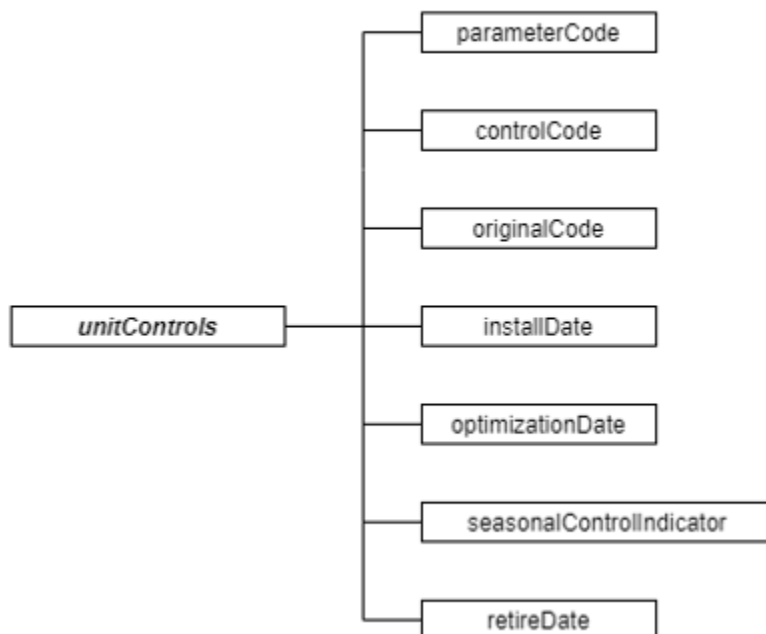 parameterCode
controlCode
originalCode
unitControls
installDate
optimizationDate
seasonalControlIndicator
retireDate